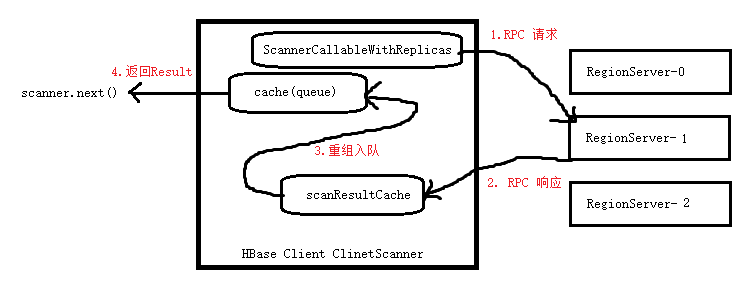 1.RPC 请求
ScannerCallableWithReplicas
4.返回Result
RegionServer-0
scanner.next()
cache(queue)
RegionServer- 1
3.重组入队
2. RPC 响应
scanResultCache
RegionServer- 2
HBase Client ClinetScanner